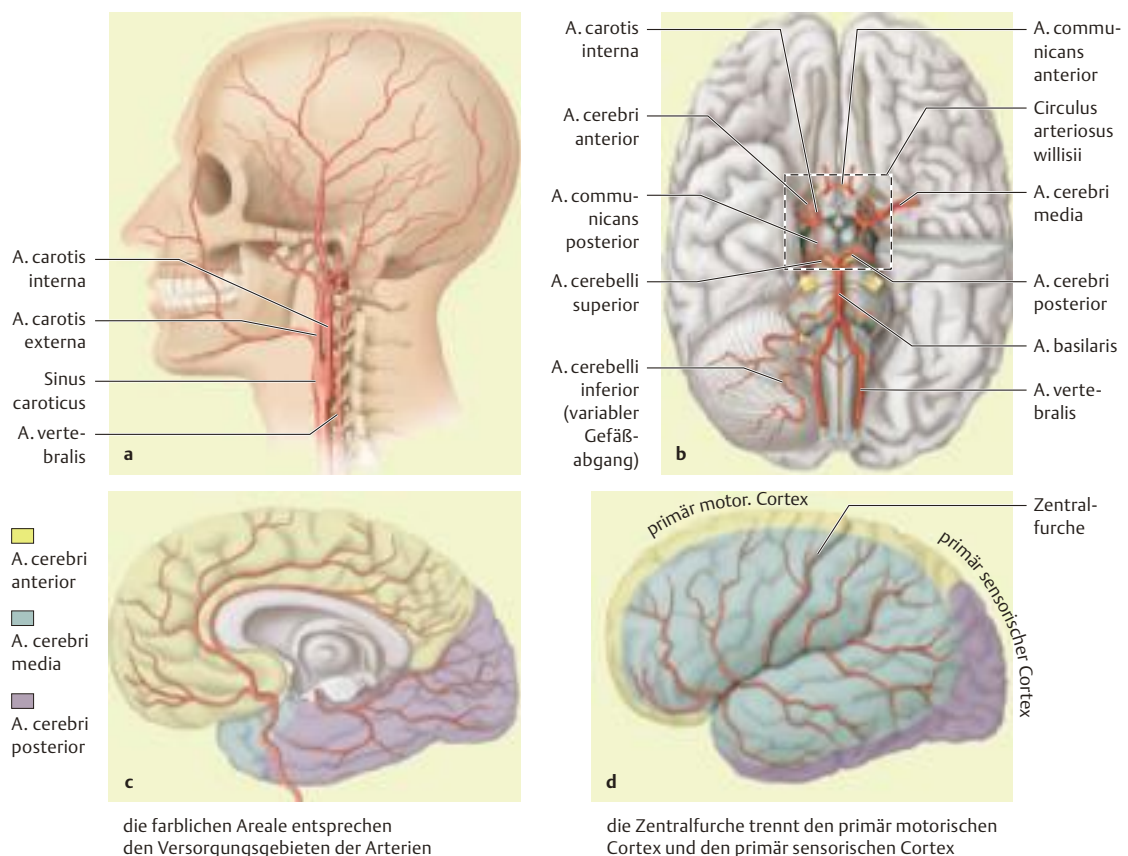 A. carotis
interna
A. carotis
externa
Sinus
caroticus
A. verte-
bralis
a
A. carotis
interna
A. cerebri
anterior
A. commu-
nicans
posterior
A. cerebelli
superior
A. cerebelli
inferior
(variabler
Gefäß-
abgang)
A. commu-
nicans
anterior
Circulus
arteriosus
willisii
A. cerebri
media
A. cerebri
posterior
A. basilaris
A. verte-
bralis
b
A. cerebri
anterior
A. cerebri
media
A. cerebri
posterior
c
die farblichen Areale entsprechen
den Versorgungsgebieten der Arterien
primär motor. Cortex
primär sensorischer Cortex
Zentral-
furche
d
die Zentralfurche trennt den primär motorischen
Cortex und den primär sensorischen Cortex